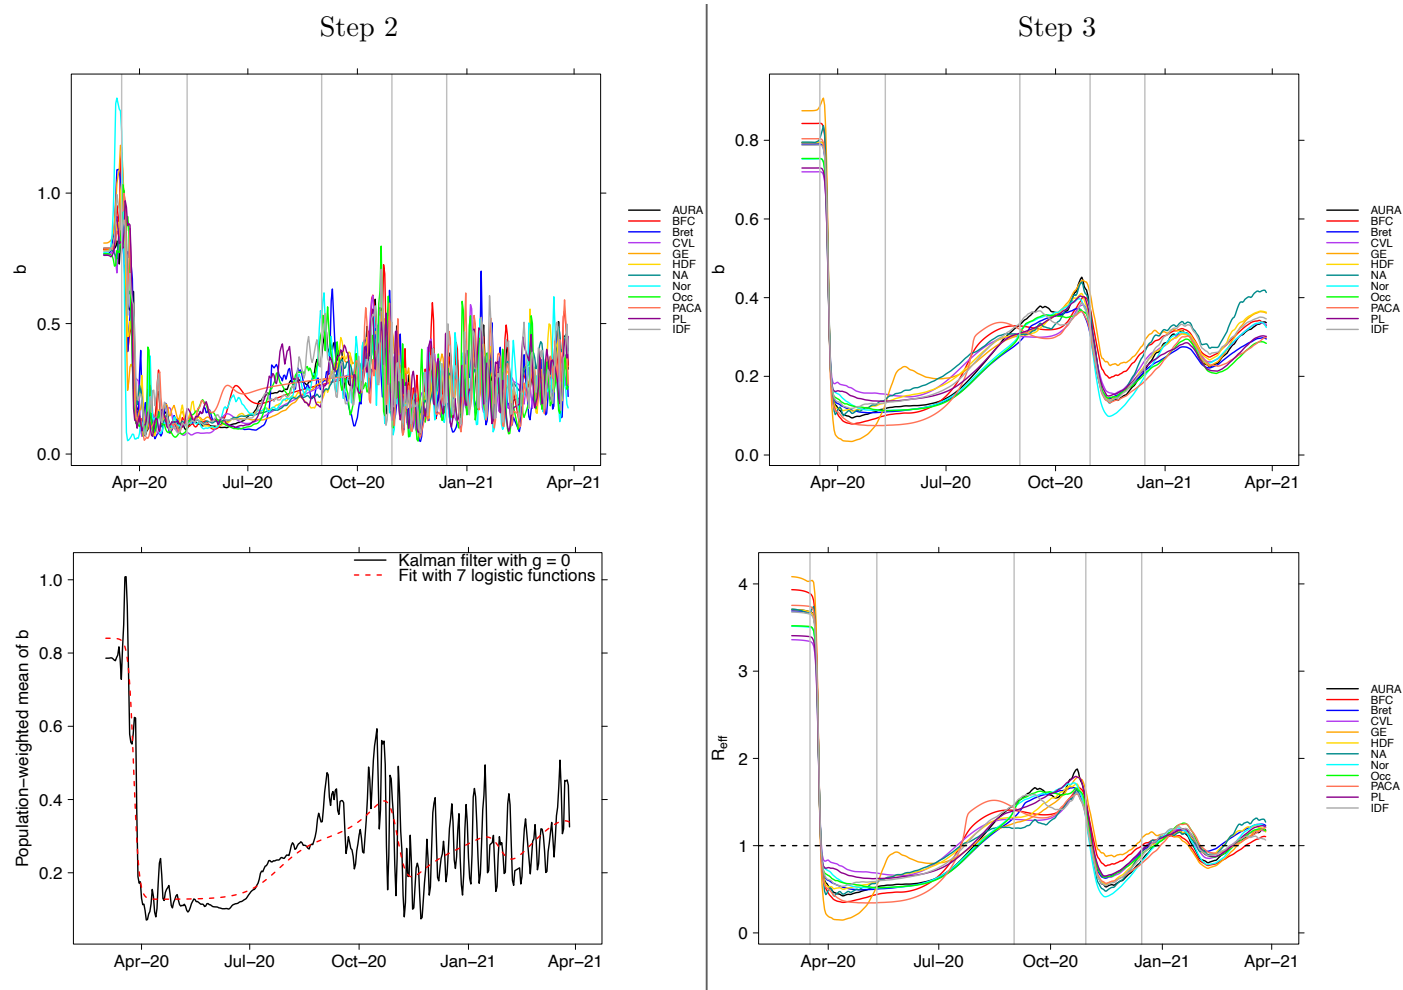 Step 2
Step 3
b
1.0
0.5
0.0
Apr−20
Jul−20
Oct−20
Jan−21
Apr−21
AURA
BFC
Bret
CVL
GE
HDF
NA
Nor
Occ
PACA
PL
IDF
b
0.8
0.6
0.4
0.2
0.0
Apr−20
Jul−20
Oct−20
Jan−21
Apr−21
AURA
BFC
Bret
CVL
GE
HDF
NA
Nor
Occ
PACA
PL
IDF
Population−weighted mean of b
1.0
0.8
0.6
0.4
0.2
Kalman filter with g = 0
Fit with 7 logistic functions
Apr−20
Jul−20
Oct−20
Jan−21
Apr−21
Reff
4
3
2
1
0
Apr−20
Jul−20
Oct−20
Jan−21
Apr−21
AURA
BFC
Bret
CVL
GE
HDF
NA
Nor
Occ
PACA
PL
IDF